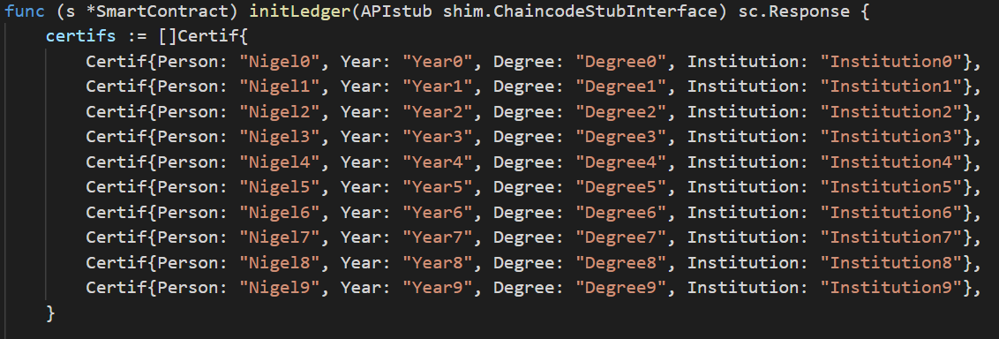 func (s *SmartContract) initLedger(APIstub shim.ChaincodeStubInterface) sc.Response {
    certifs := []Certif{
        Certif{Person: "Nigel0", Year: "Year0", Degree: "Degree0", Institution: "Institution0"},
        Certif{Person: "Nigel1", Year: "Year1", Degree: "Degree1", Institution: "Institution1"},
        Certif{Person: "Nigel2", Year: "Year2", Degree: "Degree2", Institution: "Institution2"},
        Certif{Person: "Nigel3", Year: "Year3", Degree: "Degree3", Institution: "Institution3"},
        Certif{Person: "Nigel4", Year: "Year4", Degree: "Degree4", Institution: "Institution4"},
        Certif{Person: "Nigel5", Year: "Year5", Degree: "Degree5", Institution: "Institution5"},
        Certif{Person: "Nigel6", Year: "Year6", Degree: "Degree6", Institution: "Institution6"},
        Certif{Person: "Nigel7", Year: "Year7", Degree: "Degree7", Institution: "Institution7"},
        Certif{Person: "Nigel8", Year: "Year8", Degree: "Degree8", Institution: "Institution8"},
        Certif{Person: "Nigel9", Year: "Year9", Degree: "Degree9", Institution: "Institution9"},
    }